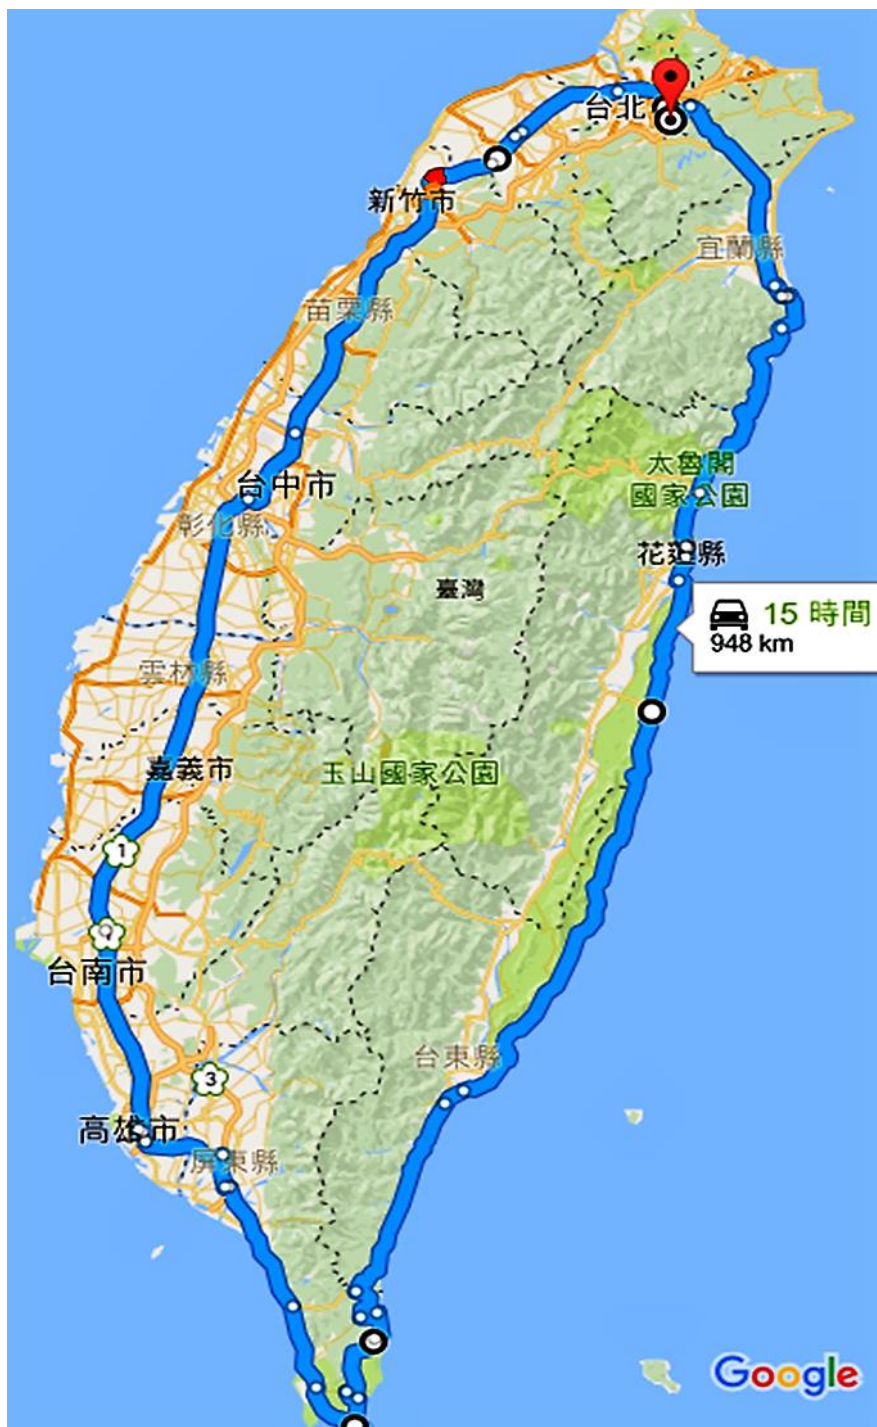 台北
新竹市
宜蘭縣
苗栗縣
太魯閣
國家公園
台中市
彰化縣
花蓮縣
臺灣
15 時間
948 km
雲林縣
嘉義市
玉山國家公園
1
台南市
台東縣
3
高雄市
屏東縣
Google